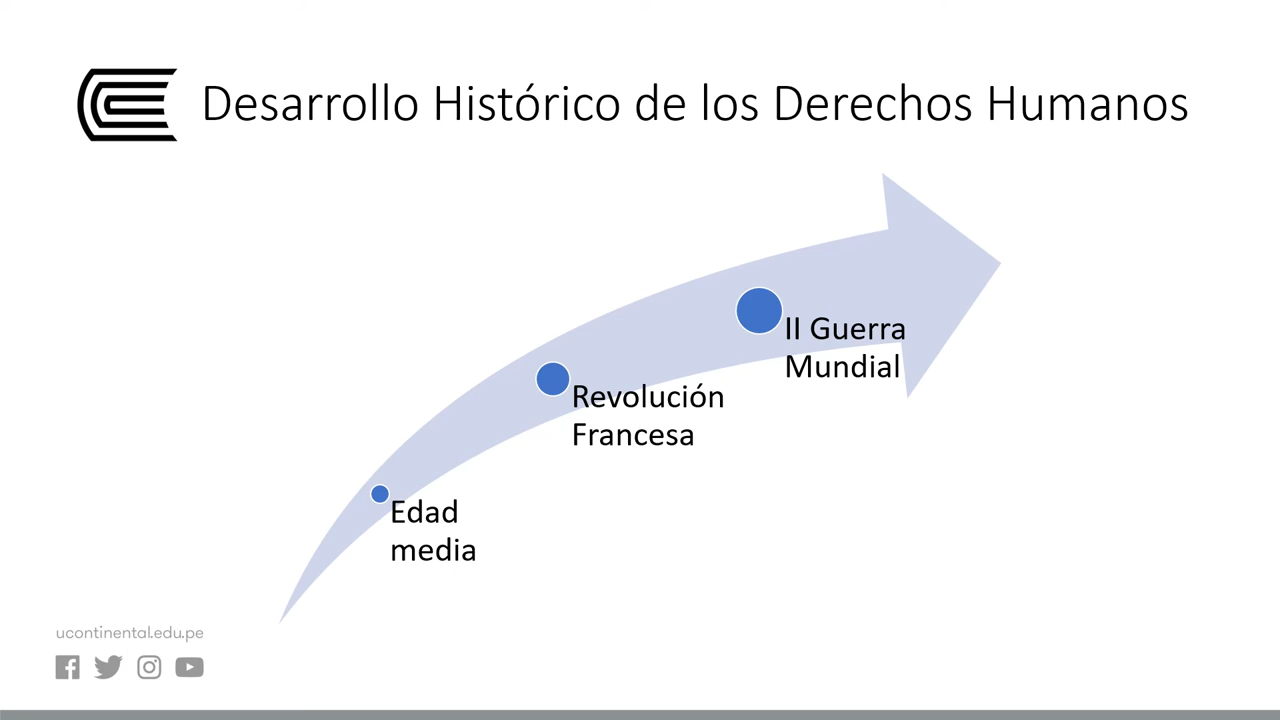 Desarrollo Histórico de los Derechos Humanos
II Guerra
Mundial
Revolución
Francesa
Edad
media
ucontinental.edu.pe